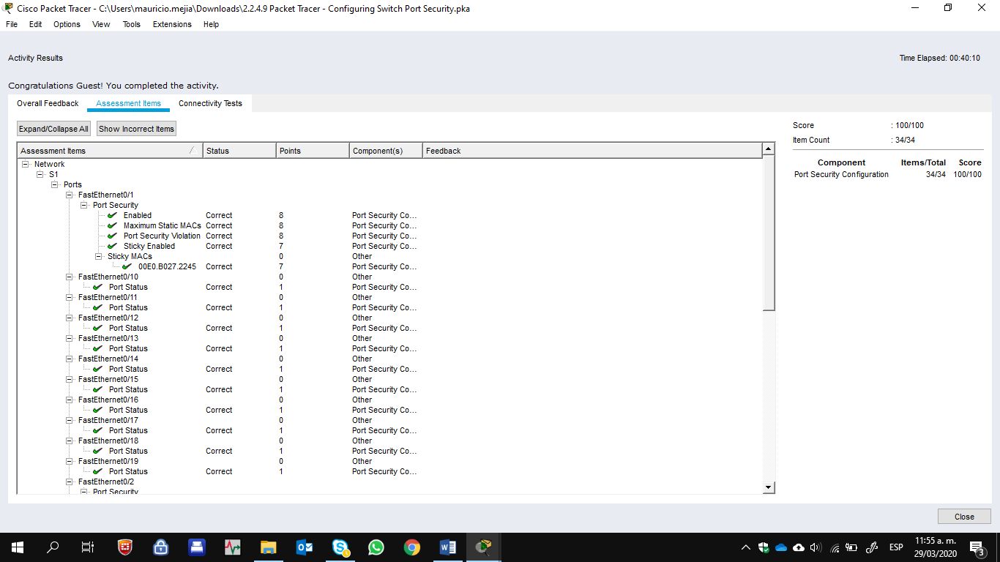 Cisco Packet Tracer - C:\Users\mauricio.mejia\Downloads\2.2.4.9 Packet Tracer - Configuring Switch Port Security.pka
File Edit Options View Tools Extensions Help
Activity Results Time Elapsed: 00:40:10
Congratulations Guest! You completed the activity.
Overall Feedback Assessment Items Connectivity Tests
Expand/Collapse All Show Incorrect Items
Score : 100/100
Item Count : 34/34
Component Items/Total Score
Port Security Configuration 34/34 100/100
Assessment Items Status Points Component(s) Feedback
Network
S1
Ports
FastEthernet0/1
Port Security
Enabled Correct 8 Port Security Co...
Maximum Static MACs Correct 8 Port Security Co...
Port Security Violation Correct 8 Port Security Co...
Sticky Enabled Correct 7 Port Security Co...
Sticky MACs 0 Other
00E0.B027.2245 Correct 7 Port Security Co...
FastEthernet0/10 0 Other
Port Status Correct 1 Port Security Co...
FastEthernet0/11 0 Other
Port Status Correct 1 Port Security Co...
FastEthernet0/12 0 Other
Port Status Correct 1 Port Security Co...
FastEthernet0/13 0 Other
Port Status Correct 1 Port Security Co...
FastEthernet0/14 0 Other
Port Status Correct 1 Port Security Co...
FastEthernet0/15 0 Other
Port Status Correct 1 Port Security Co...
FastEthernet0/16 0 Other
Port Status Correct 1 Port Security Co...
FastEthernet0/17 0 Other
Port Status Correct 1 Port Security Co...
FastEthernet0/18 0 Other
Port Status Correct 1 Port Security Co...
FastEthernet0/19 0 Other
Port Status Correct 1 Port Security Co...
FastEthernet0/2
Port Security
Close
ESP
11:55 a. m.
29/03/2020
3